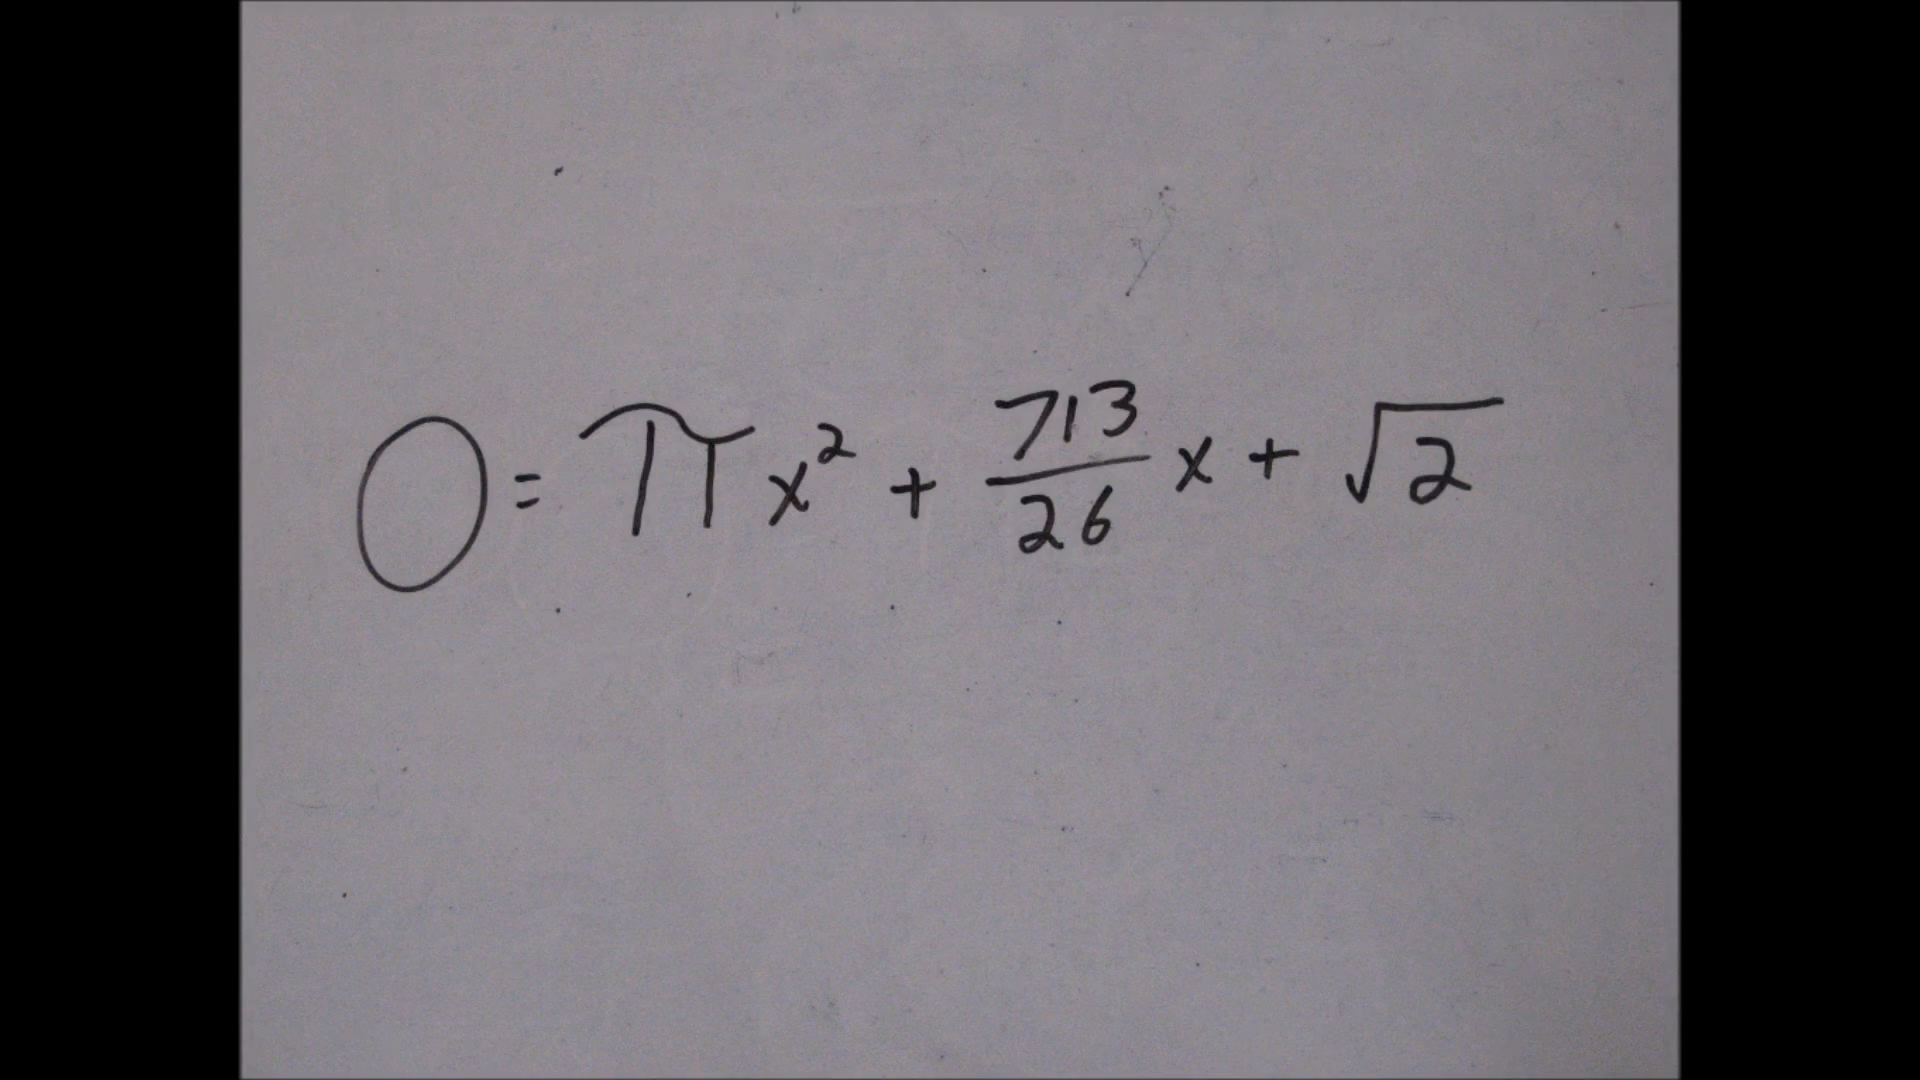 0 = πx² + 713/26 x + √2